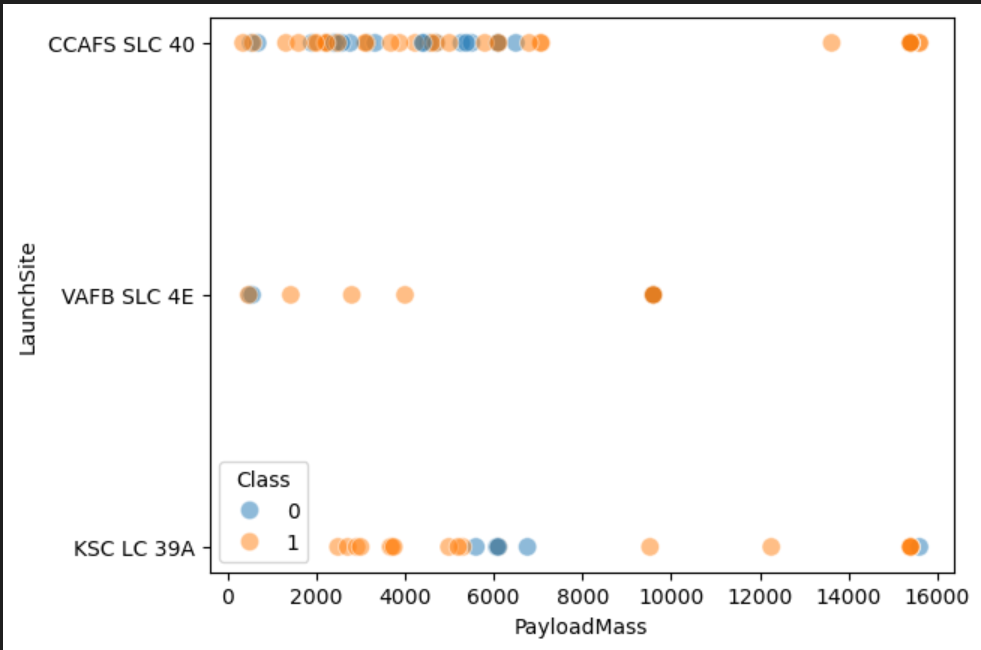 CCAFS SLC 40
VAFB SLC 4E
KSC LC 39A
LaunchSite
Class
0
1
0 2000 4000 6000 8000 10000 12000 14000 16000
PayloadMass